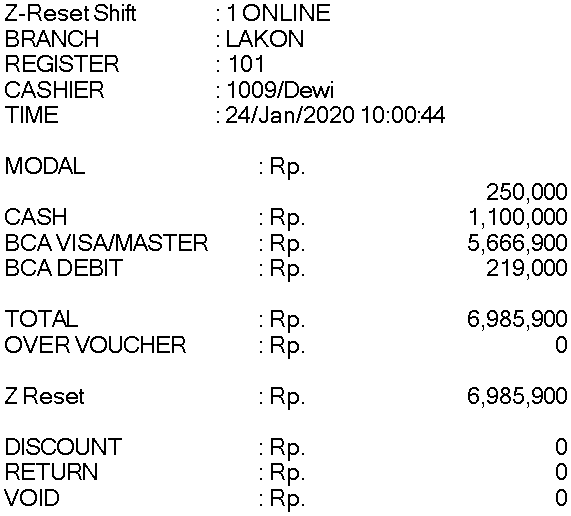 Z-Reset Shift : 1 ONLINE
BRANCH : LAKON
REGISTER : 101
CASHIER : 1009/Dewi
TIME : 24/Jan/2020 10:00:44
MODAL : Rp.
250,000
CASH : Rp. 1,100,000
BCA VISA/MASTER : Rp. 5,666,900
BCA DEBIT : Rp. 219,000
TOTAL : Rp. 6,985,900
OVER VOUCHER : Rp. 0
Z Reset : Rp. 6,985,900
DISCOUNT : Rp. 0
RETURN : Rp. 0
VOID : Rp. 0